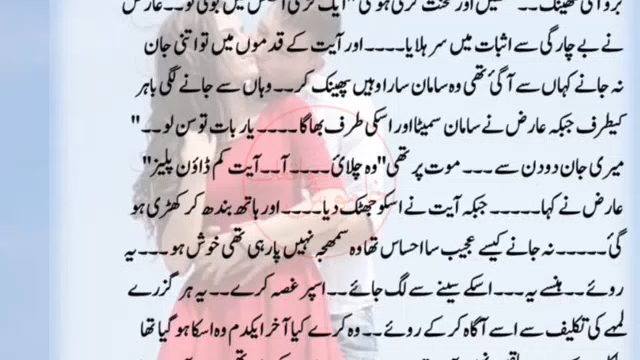 نے بے چارگی سے اثبات میں سر ہلایا۔۔۔۔اور آیت کے قدموں میں تو اتنی جان
نہ جانے کہاں سے آ گئی تھی وہ سامان سارا وہیں پھینک کر۔۔ وہاں سے جانے لگی باہر
کیطرف جبکہ عارض نے سامان سمیٹا اور اسکی طرف بھاگا۔۔۔۔ یار بات تو سن لو۔۔"
میری جان دو دن سے۔۔۔ موت پر تھی "وہ چلائی۔۔۔۔ آ۔۔ آیت کم ڈاؤن پلیز"
عارض نے کہا۔۔۔۔۔ جبکہ آیت نے اسکو جھٹک دیا۔۔۔۔اور ہاتھ بندھ کر کھڑی ہو
گئی۔۔۔۔۔ نہ جانے کیسے عجیب سا احساس تھا وہ سمھجہ نہیں پا رہی تھی خوش ہو۔۔۔ یہ
روئے۔۔ ہنسے یہ۔۔۔ اسکے سینے سے لگ جائے۔۔ اسپر غصہ کرے۔۔ یہ ہر گزرے
لمہے کی تکلیف سے اسے آگاہ کر کے روئے۔۔ وہ کرے کیا آخر ایکدم وہ اسکا ہو گیا تھا